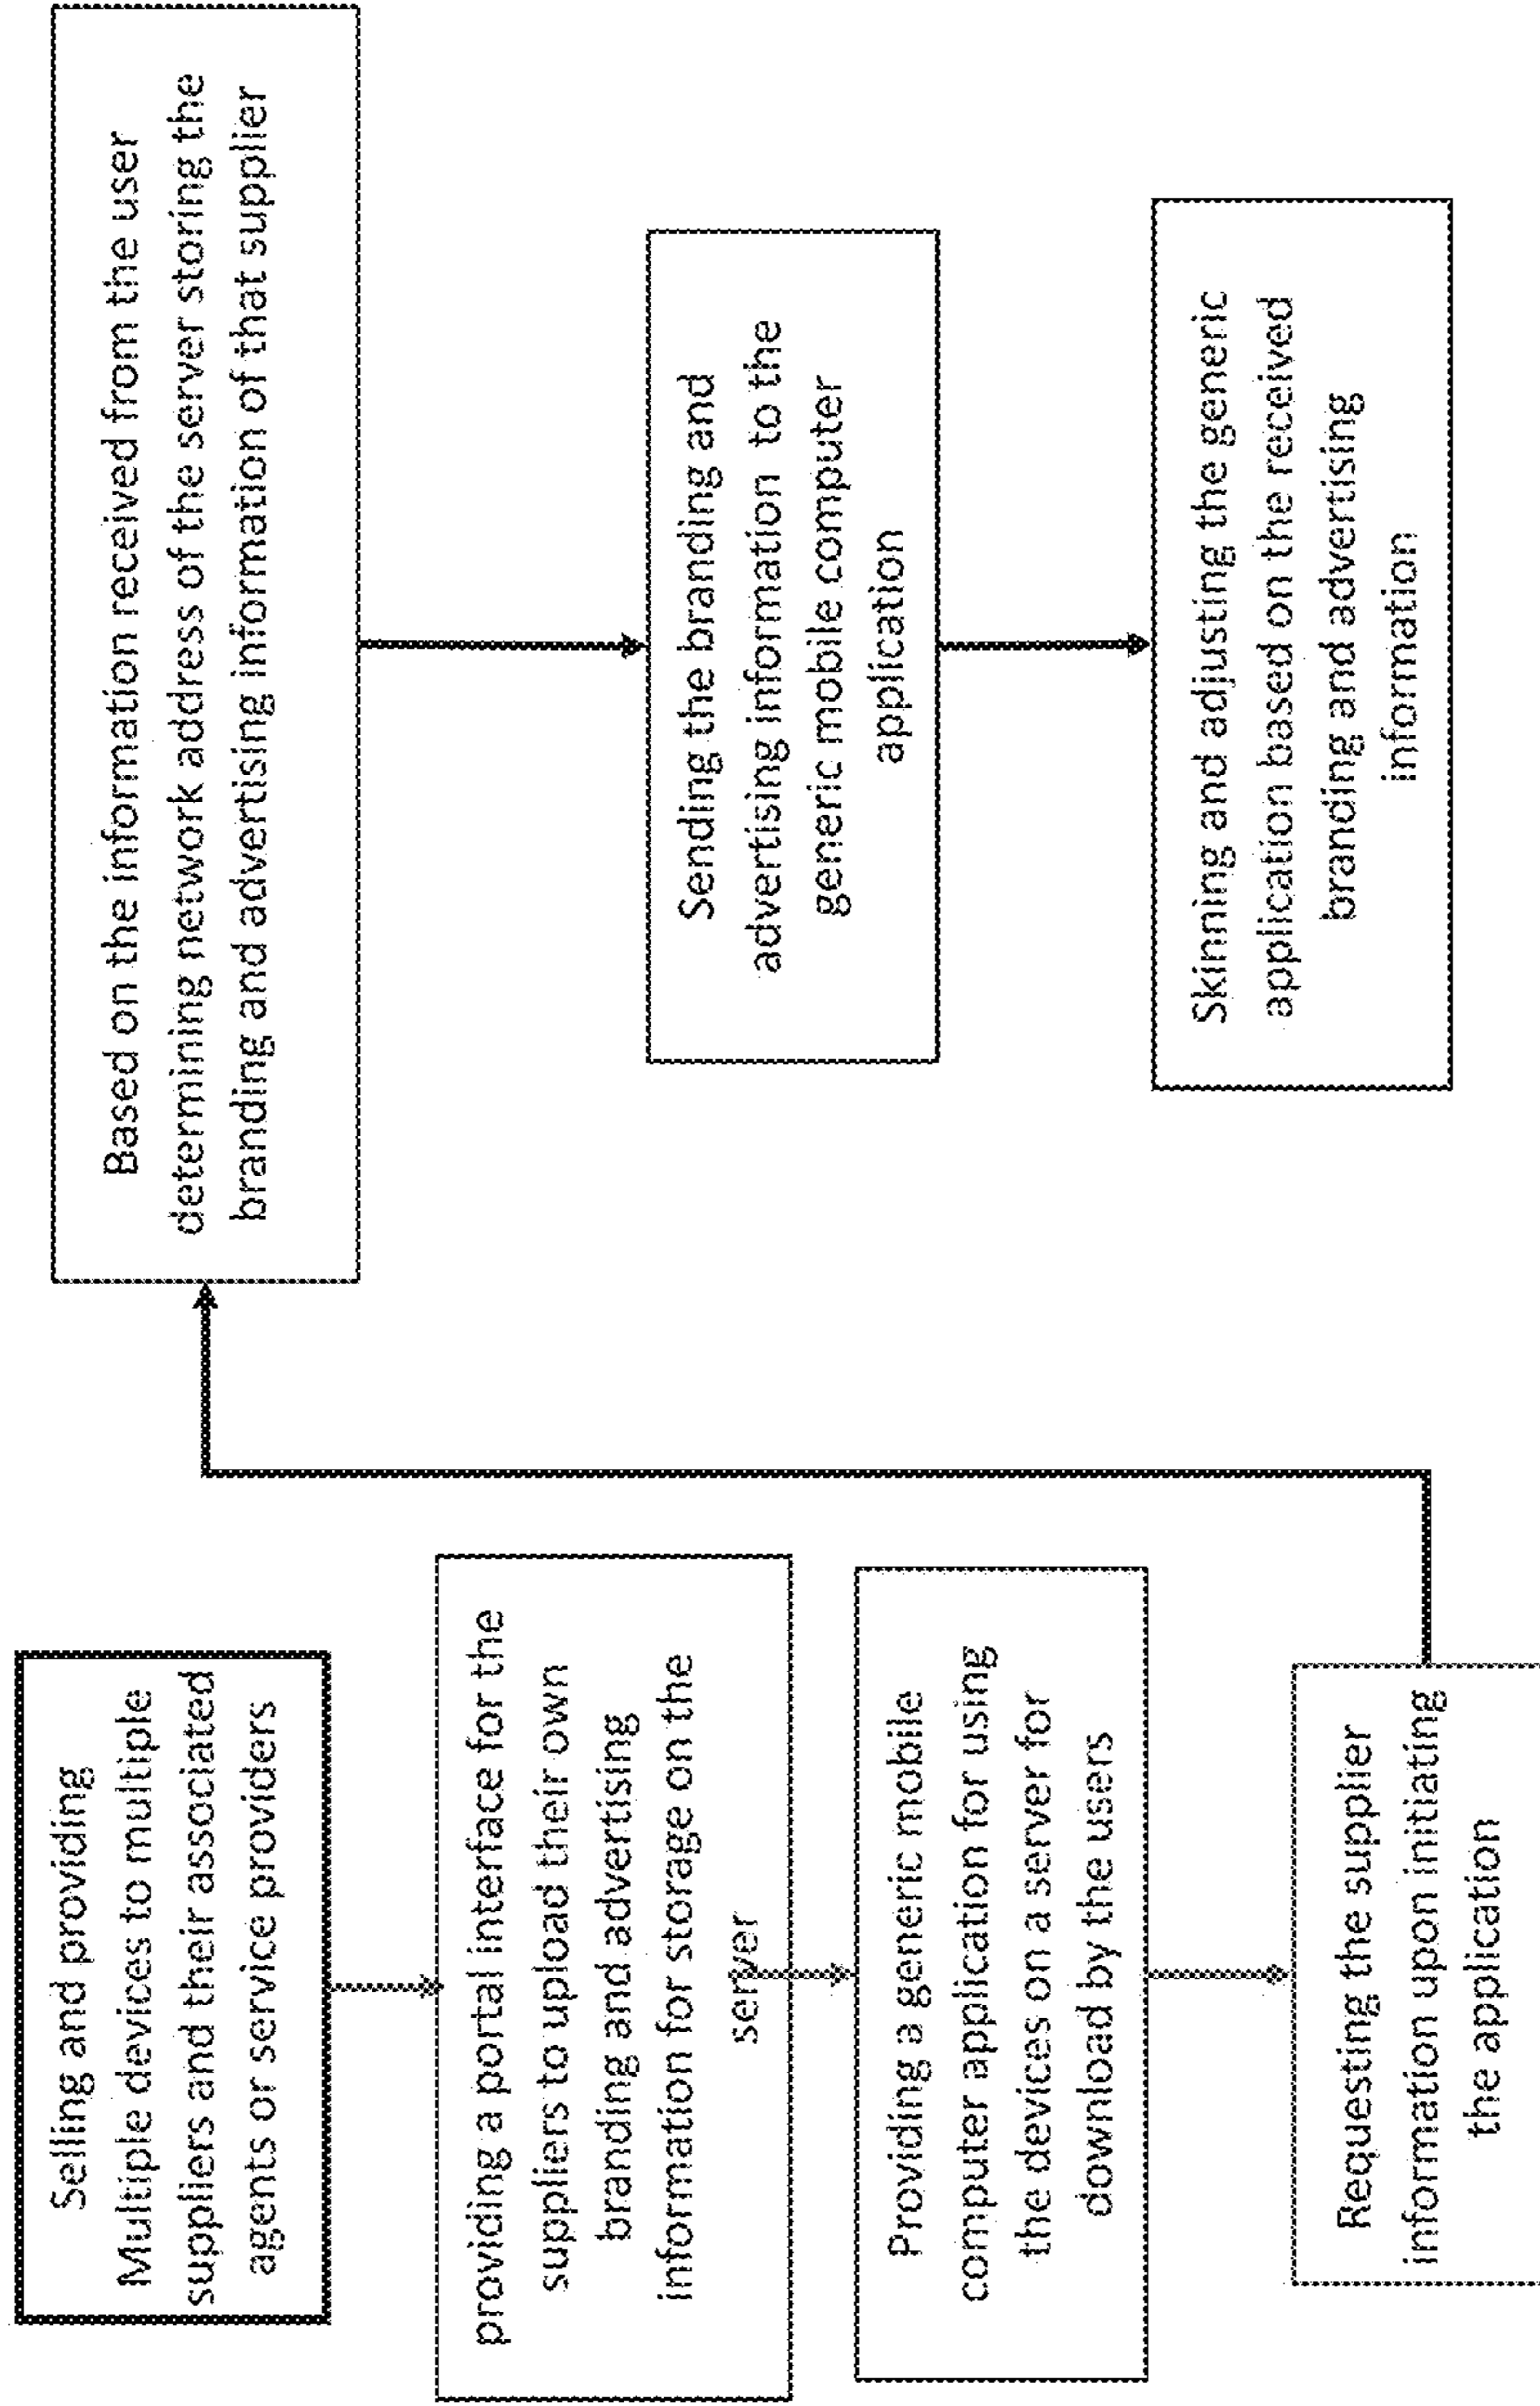 Selling and providing
Multiple devices to multiple
suppliers and their associated
agents or service providers
providing a portal interface for the
suppliers to upload their own
branding and advertising
information for storage on the
server
Providing a generic mobile
computer application for using
the devices on a server for
download by the users
Requesting the supplier
information upon initiating
the application
Based on the information received from the user
determining network address of the server storing the
branding and advertising information of that supplier
Sending the branding and
advertising information to the
generic mobile computer
application
Skinning and adjusting the generic
application based on the received
branding and advertising
information